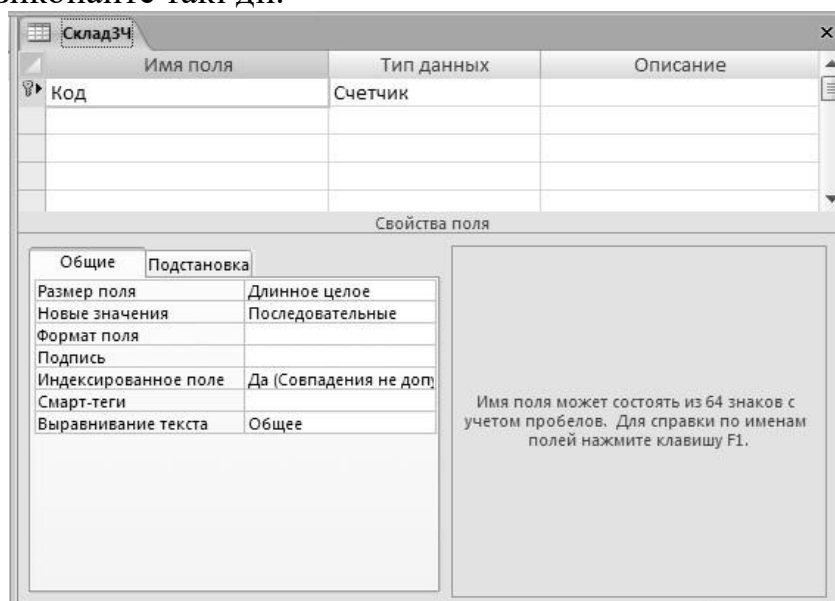 СкладЗЧ
Имя поля Тип данных Описание
Код Счетчик
Свойства поля
Общие Подстановка
Размер поля Длинное целое
Новые значения Последовательные
Формат поля
Подпись
Индексированное поле Да (Совпадения не допу
Смарт-теги
Выравнивание текста Общее
Имя поля может состоять из 64 знаков с
учетом пробелов. Для справки по именам
полей нажмите клавишу F1.